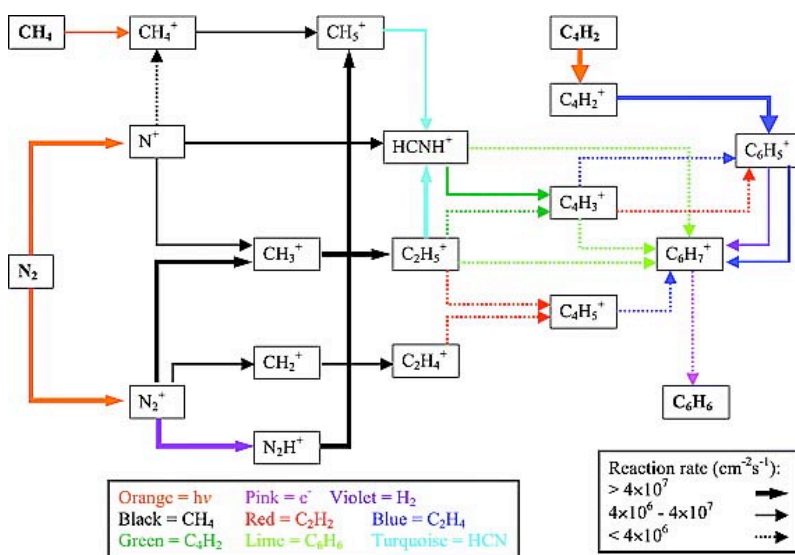 CH₄ CH₄⁺ CH₅⁺ C₄H₂
C₄H₂⁺
N⁺ HCNH⁺ C₆H₅⁺
C₄H₃⁺
N₂ CH₃⁺ C₂H₅⁺ C₆H₇⁺
C₄H₅⁺
CH₂⁺ C₂H₄⁺
N₂⁺ C₆H₆
N₂H⁺
Orange = hν Pink = e⁻ Violet = H₂
Black = CH₄ Red = C₂H₂ Blue = C₂H₄
Green = C₄H₂ Lime = C₆H₆ Turquoise = HCN
Reaction rate (cm⁻²s⁻¹):
> 4×10⁷
4×10⁶ - 4×10⁷
< 4×10⁶